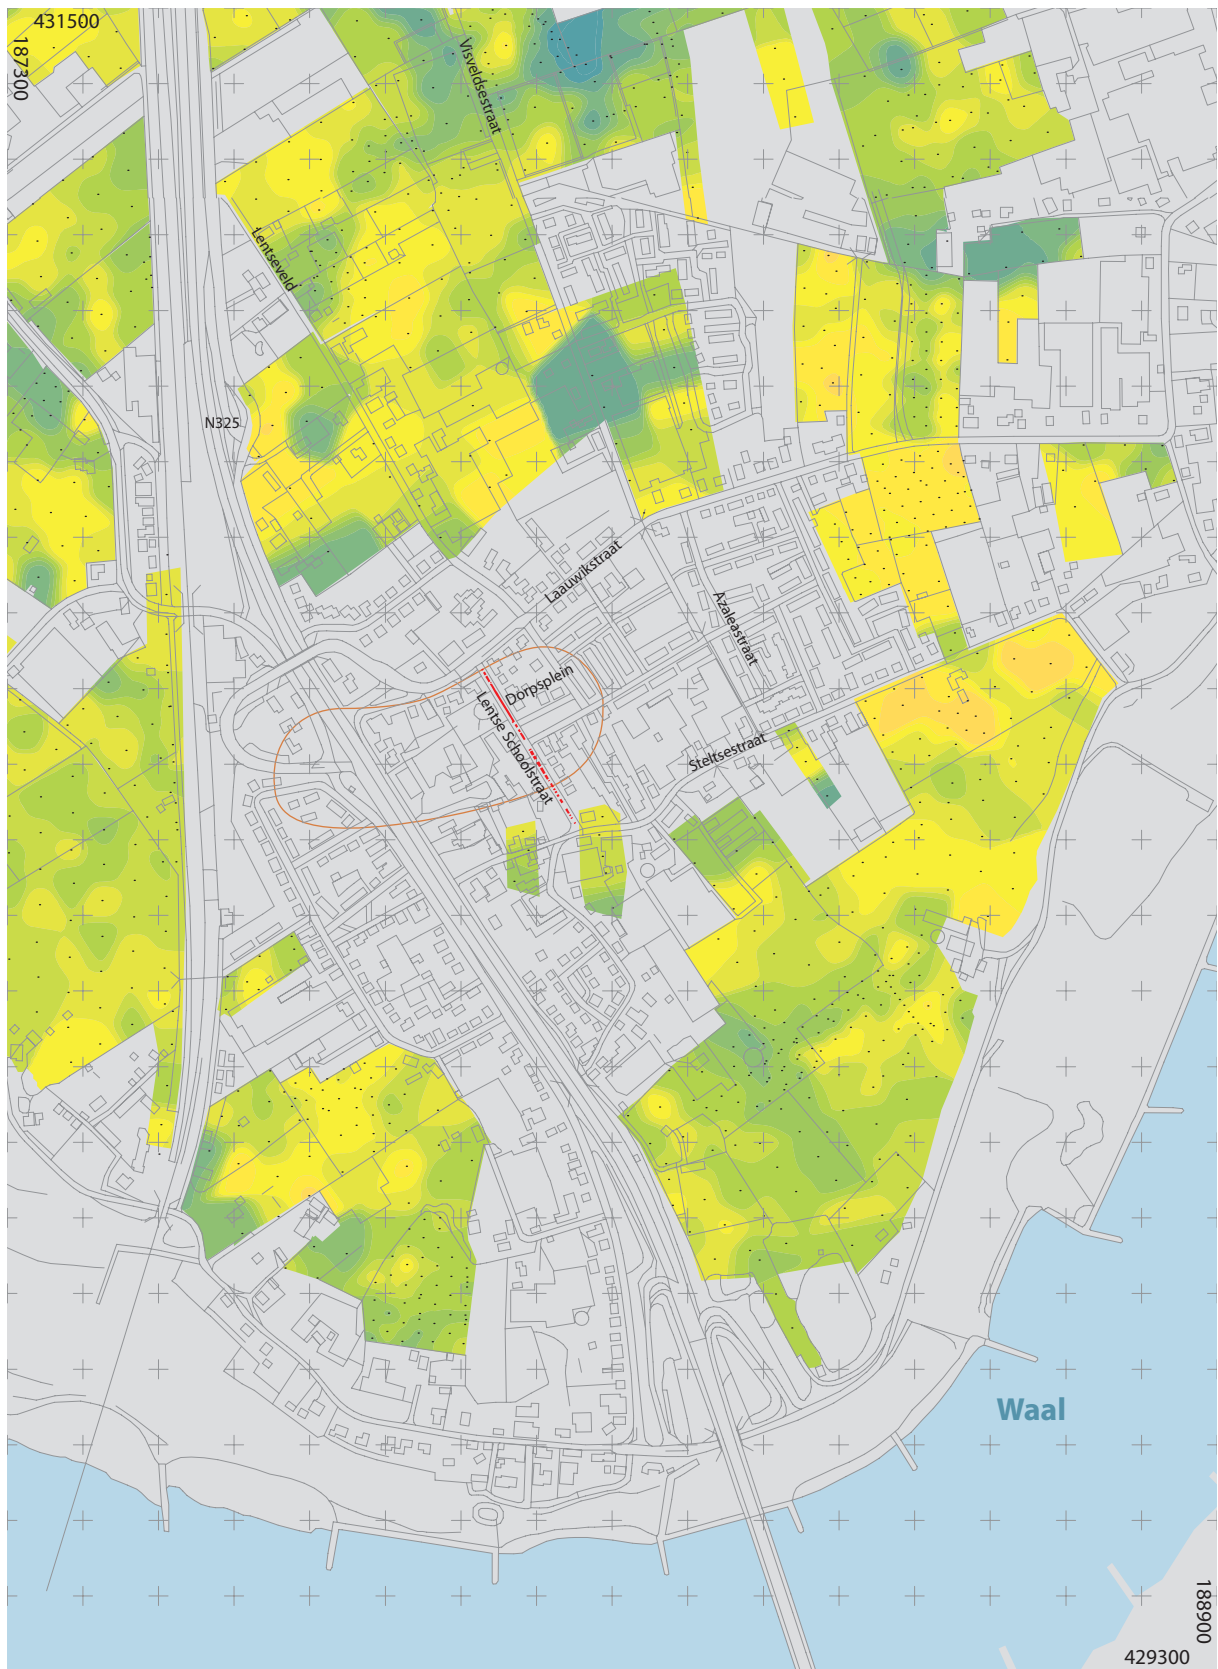 431500
187300
Visveldsestraat
Lentseveld
N325
Laauwikstraat
Azaleastraat
Dorpsplein
Lentse Schoolstraat
Steltsestraat
Waal
188900
429300